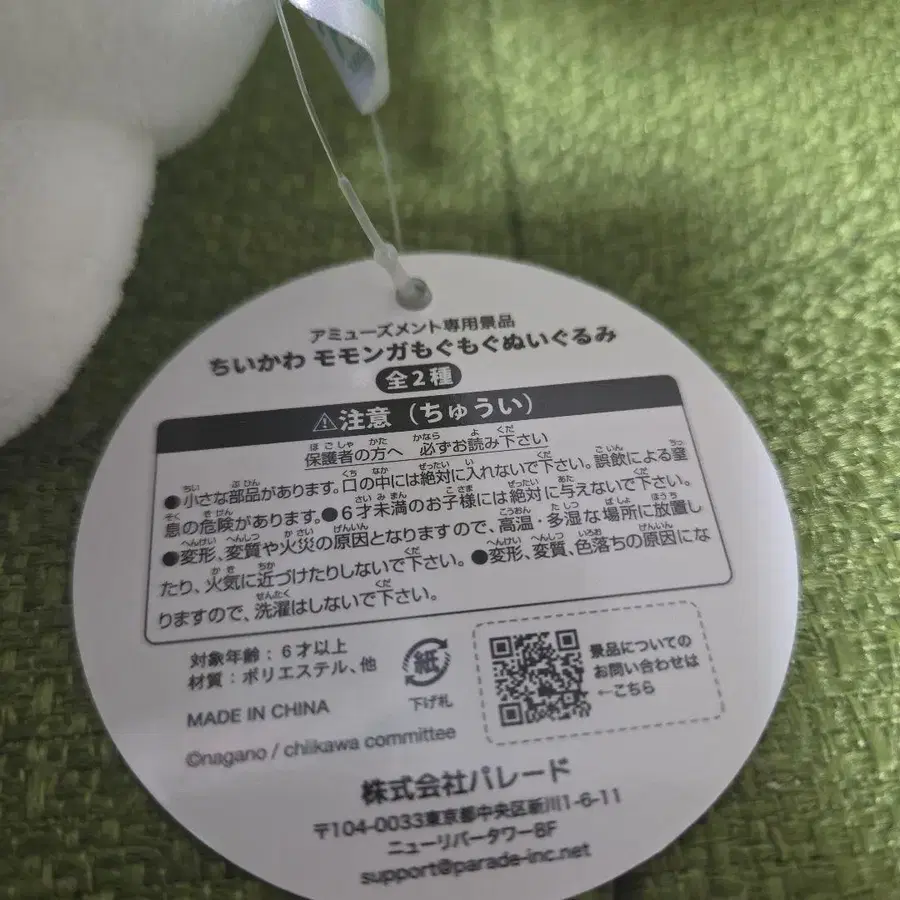 アミューズメント専用景品
ちいかわ モモンガもぐもぐぬいぐるみ
全2種
⚠注意（ちゅうい）
保護者の方へ 必ずお読み下さい
●小さな部品があります。口の中には絶対に入れないで下さい。誤飲による窒
息の危険があります。●6才未満のお子様には絶対に与えないで下さい。
●変形、変質や火災の原因となりますので、高温・多湿な場所に放置し
たり、火気に近づけたりしないで下さい。●変形、変質、色落ちの原因にな
りますので、洗濯はしないで下さい。
対象年齢：6才以上
材質：ポリエステル、他
MADE IN CHINA
©nagano / chiikawa committee
紙
下げ札
景品についての
お問い合わせは
←こちら
株式会社パレード
〒104-0033東京都中央区新川1-6-11
ニューリバータワー8F
support@parade-inc.net